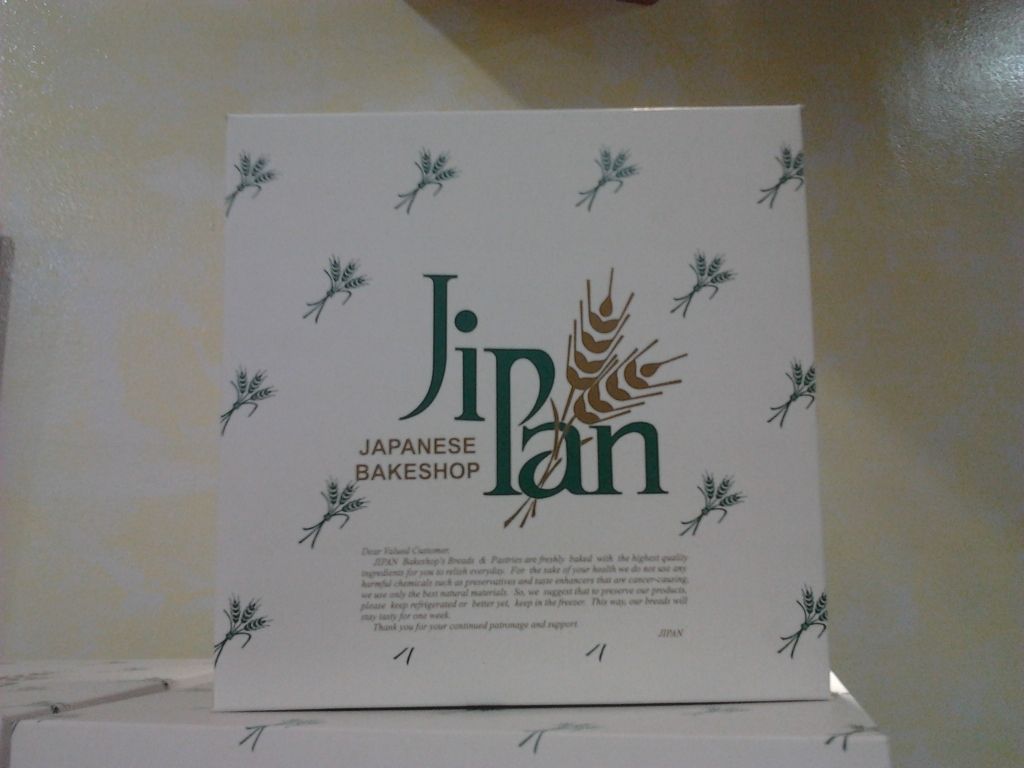 JiPan
JAPANESE
BAKESHOP
Dear Valued Customer,
JIPAN Bakeshop's Breads & Pastries are freshly baked with the highest quality
ingredients for you to relish everyday. For the sake of your health we do not use any
harmful chemicals such as preservatives and taste enhancers that are cancer-causing,
we use only the best natural materials. So, we suggest that to preserve our products,
please keep refrigerated or better yet, keep in the freezer. This way, our breads will
stay tasty for one week.
Thank you for your continued patronage and support.
JIPAN